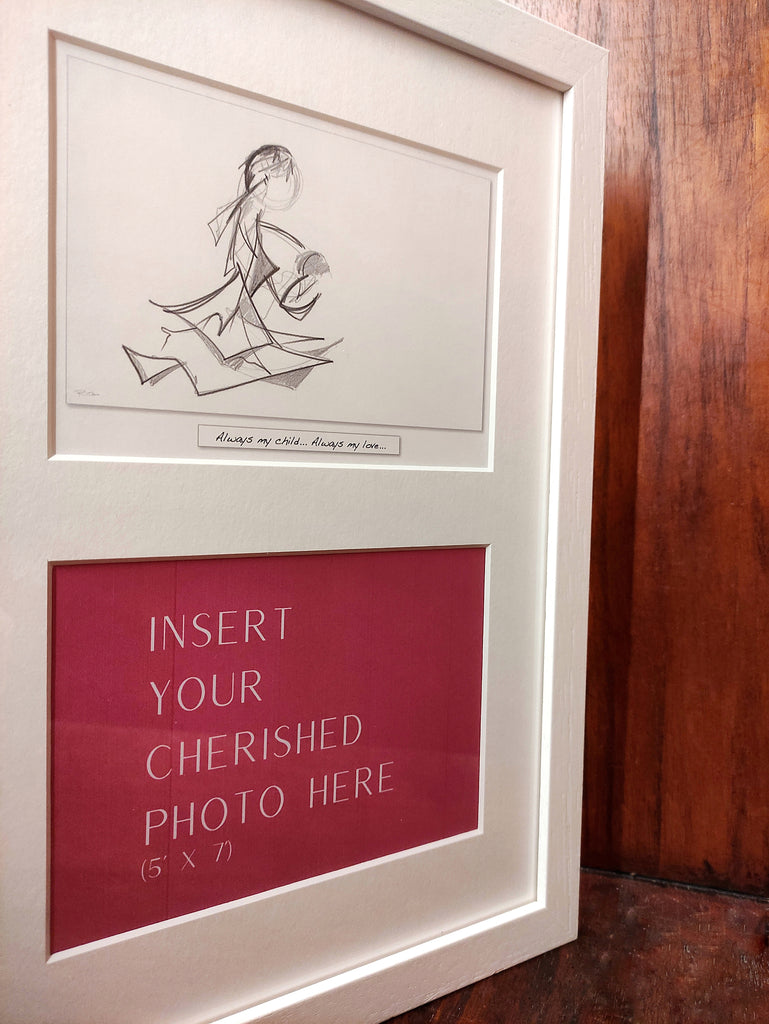 Always my child... Always my love...
INSERT
YOUR
CHERISHED
PHOTO HERE
(5' X 7')